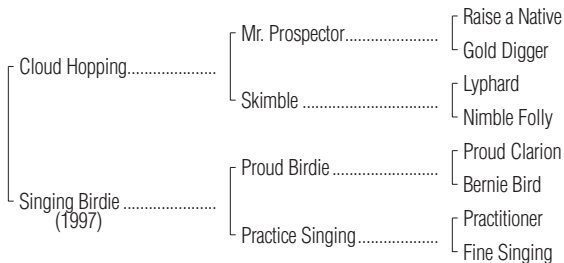 Raise a Native
Mr. Prospector.....................
Gold Digger
Cloud Hopping....................
Lyphard
Skimble ..............................
Nimble Folly
Proud Clarion
Proud Birdie .......................
Bernie Bird
Singing Birdie .....................
(1997)
Practitioner
Practice Singing..................
Fine Singing